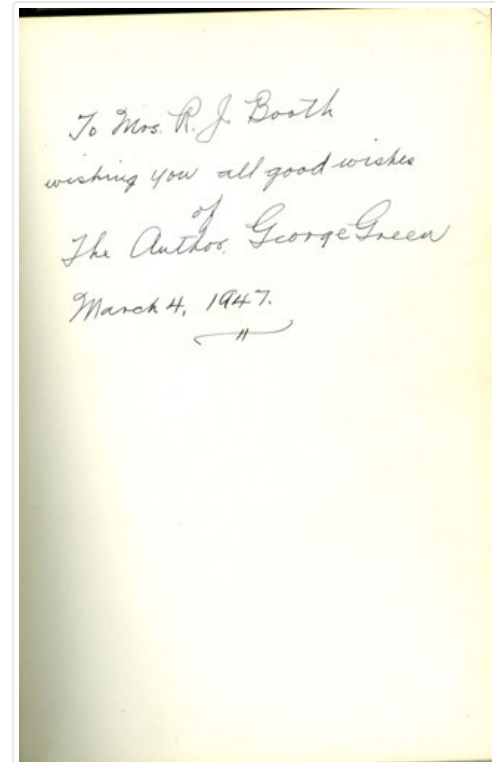 To Mrs. R. J. Booth
wishing you all good wishes
of
The Author. George Green
March 4, 1947.